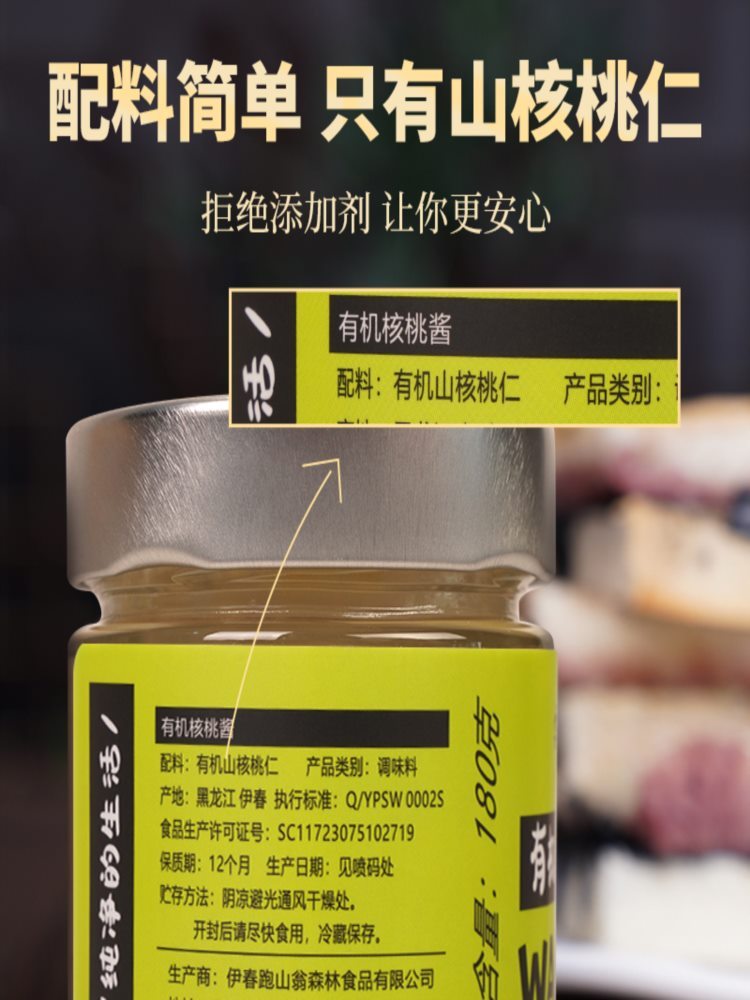 配料简单 只有山核桃仁
拒绝添加剂 让你更安心
活
有机核桃酱
配料：有机山核桃仁 产品类别：
纯净的生活
有机核桃酱
配料：有机山核桃仁 产品类别：调味料
产地：黑龙江 伊春 执行标准：Q/YPSW 0002S
食品生产许可证号：SC11723075102719
保质期：12个月 生产日期：见喷码处
贮存方法：阴凉避光通风干燥处。
开封后请尽快食用，冷藏保存。
生产商：伊春跑山翁森林食品有限公司
含量：180克
有
WA